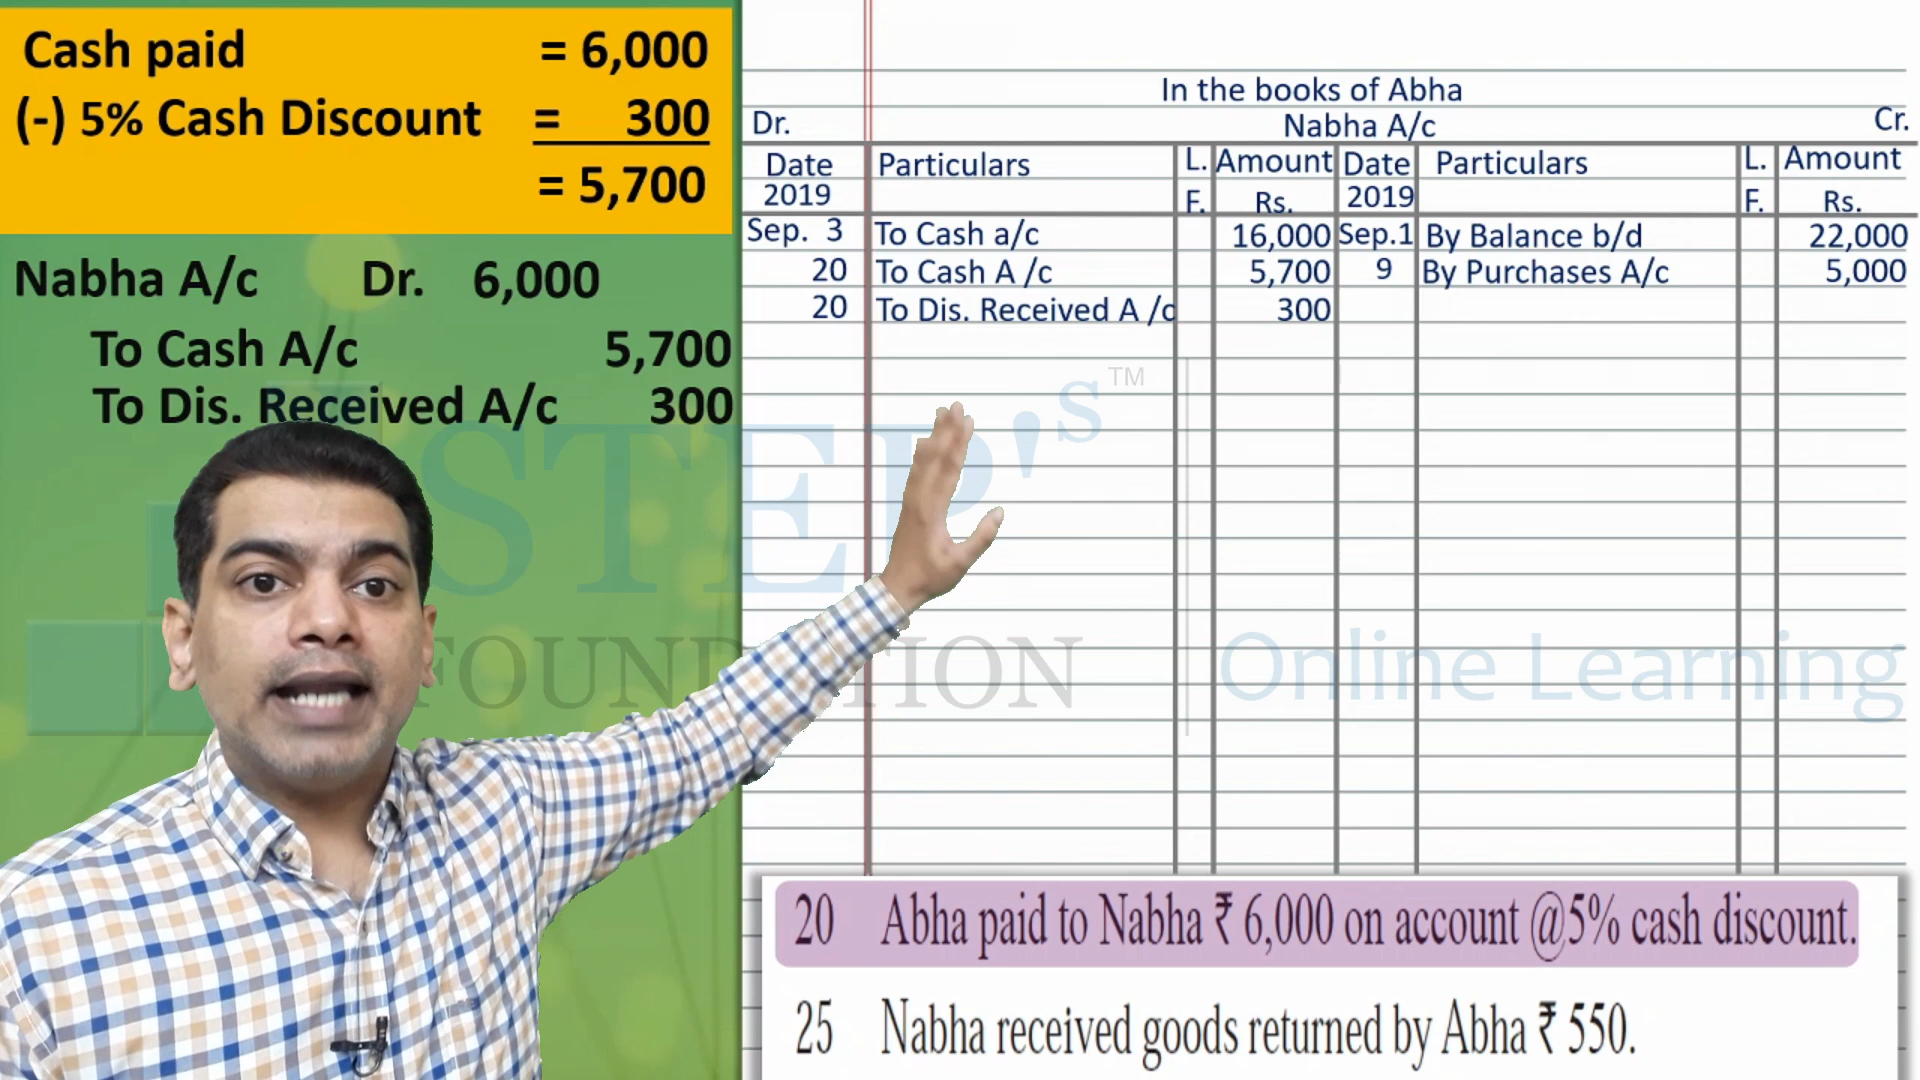 Cash paid = 6,000
(-) 5% Cash Discount = 300
= 5,700
Nabha A/c Dr. 6,000
To Cash A/c 5,700
To Dis. Received A/c 300
In the books of Abha
Dr. Nabha A/c Cr.
Date 2019 Particulars L. F. Amount Rs. Date 2019 Particulars L. F. Amount Rs.
Sep. 3 To Cash a/c 16,000 Sep.1 By Balance b/d 22,000
20 To Cash A /c 5,700 9 By Purchases A/c 5,000
20 To Dis. Received A /c 300
STEP's TM
FOUNDATION Online Learning
20 Abha paid to Nabha ₹ 6,000 on account @5% cash discount.
25 Nabha received goods returned by Abha ₹ 550.